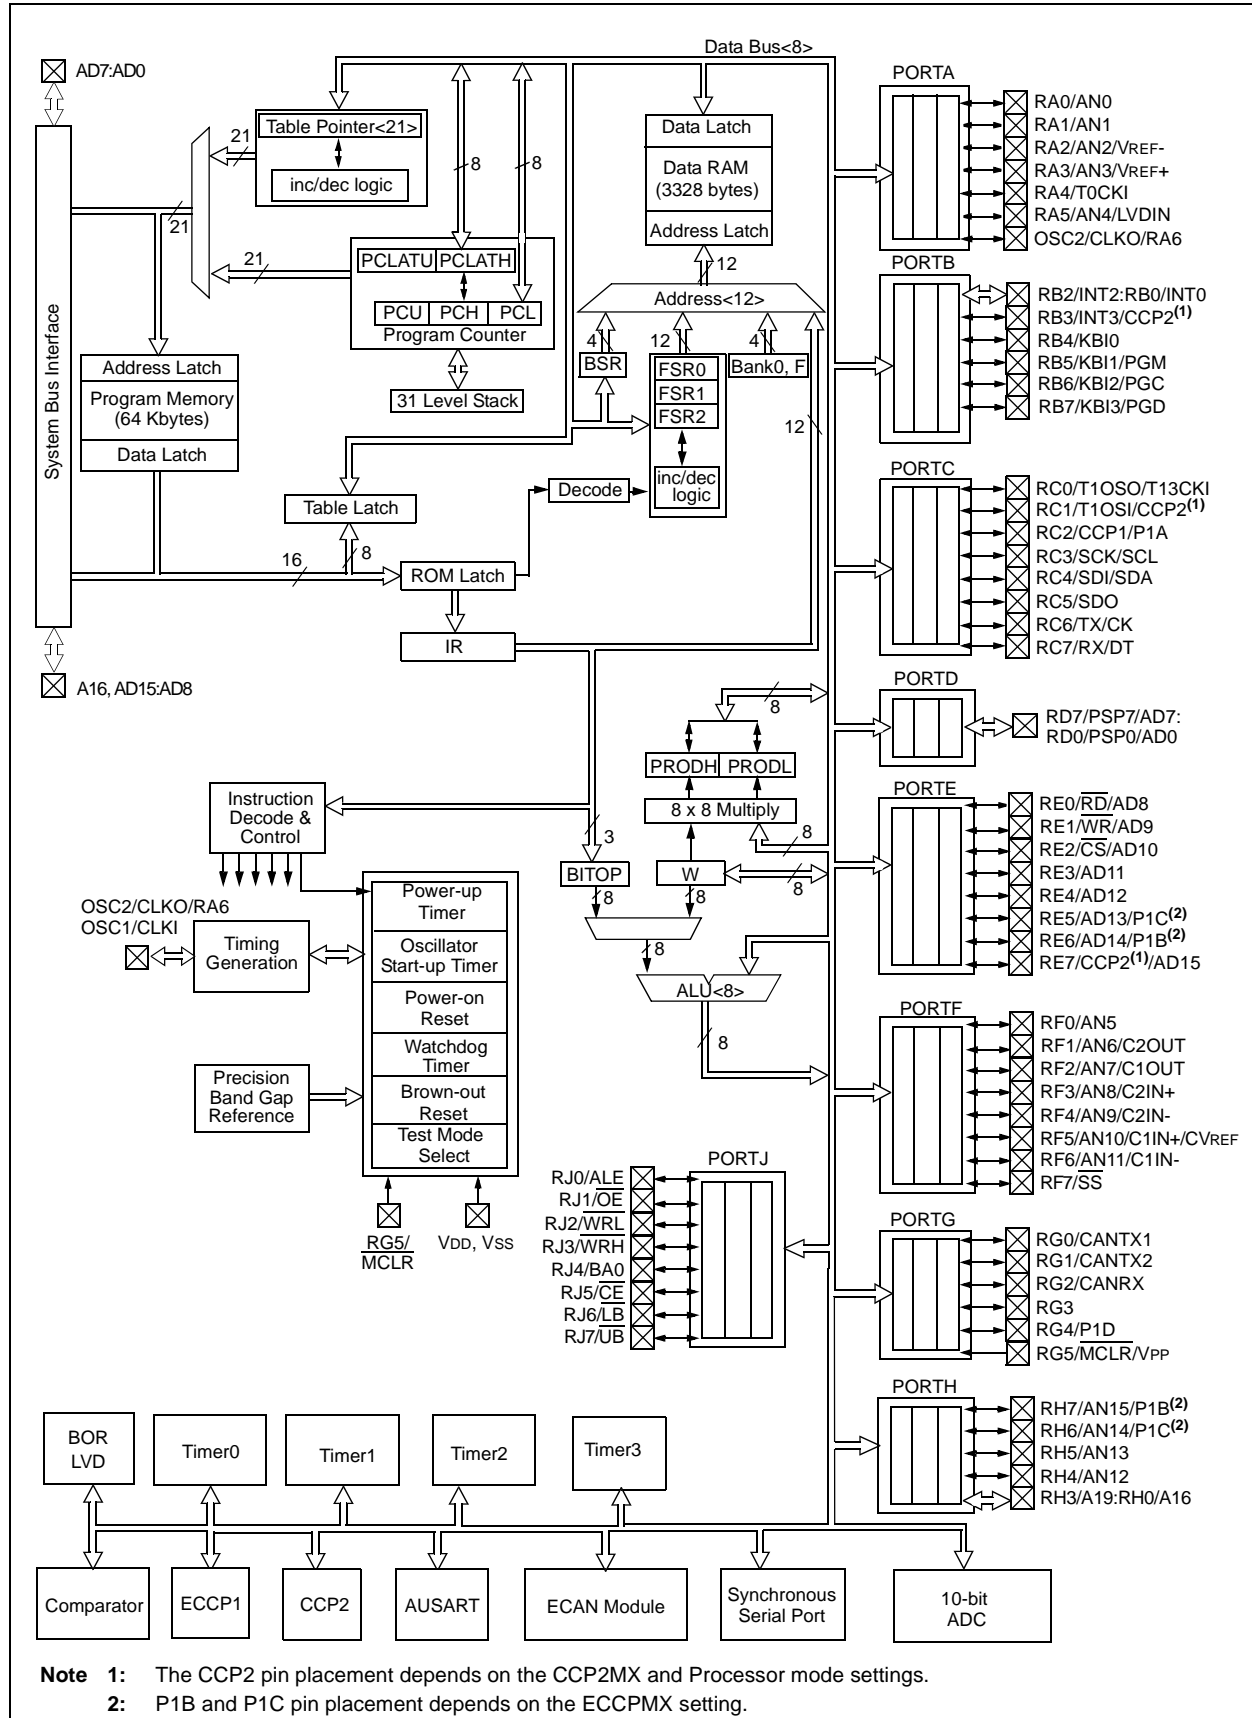 Data Bus<8>
AD7:AD0
21
Table Pointer<21>
inc/dec logic
8
8
21
21
PCLATU
PCLATH
PCU
PCH
PCL
Program Counter
31 Level Stack
System Bus Interface
Address Latch
Program Memory
(64 Kbytes)
Data Latch
Data Latch
Data RAM
(3328 bytes)
Address Latch
12
Address<12>
4
12
4
BSR
FSR0
FSR1
FSR2
inc/dec
logic
Bank0, F
12
Decode
Table Latch
8
16
ROM Latch
IR
A16, AD15:AD8
8
PRODH
PRODL
8 x 8 Multiply
8
3
BITOP
W
8
8
8
8
ALU<8>
8
Instruction
Decode &
Control
OSC2/CLKO/RA6
OSC1/CLKI
Timing
Generation
Power-up
Timer
Oscillator
Start-up Timer
Power-on
Reset
Watchdog
Timer
Brown-out
Reset
Test Mode
Select
Precision
Band Gap
Reference
RG5/
MCLR
VDD, VSS
PORTA
RA0/AN0
RA1/AN1
RA2/AN2/VREF-
RA3/AN3/VREF+
RA4/T0CKI
RA5/AN4/LVDIN
OSC2/CLKO/RA6
PORTB
RB2/INT2:RB0/INT0
RB3/INT3/CCP2(1)
RB4/KBI0
RB5/KBI1/PGM
RB6/KBI2/PGC
RB7/KBI3/PGD
PORTC
RC0/T1OSO/T13CKI
RC1/T1OSI/CCP2(1)
RC2/CCP1/P1A
RC3/SCK/SCL
RC4/SDI/SDA
RC5/SDO
RC6/TX/CK
RC7/RX/DT
PORTD
RD7/PSP7/AD7:
RD0/PSP0/AD0
PORTE
RE0/RD/AD8
RE1/WR/AD9
RE2/CS/AD10
RE3/AD11
RE4/AD12
RE5/AD13/P1C(2)
RE6/AD14/P1B(2)
RE7/CCP2(1)/AD15
PORTF
RF0/AN5
RF1/AN6/C2OUT
RF2/AN7/C1OUT
RF3/AN8/C2IN+
RF4/AN9/C2IN-
RF5/AN10/C1IN+/CVREF
RF6/AN11/C1IN-
RF7/SS
PORTJ
RJ0/ALE
RJ1/OE
RJ2/WRL
RJ3/WRH
RJ4/BA0
RJ5/CE
RJ6/LB
RJ7/UB
PORTG
RG0/CANTX1
RG1/CANTX2
RG2/CANRX
RG3
RG4/P1D
RG5/MCLR/VPP
PORTH
RH7/AN15/P1B(2)
RH6/AN14/P1C(2)
RH5/AN13
RH4/AN12
RH3/A19:RH0/A16
BOR
LVD
Timer0
Timer1
Timer2
Timer3
Comparator
ECCP1
CCP2
AUSART
ECAN Module
Synchronous
Serial Port
10-bit
ADC
Note 1: The CCP2 pin placement depends on the CCP2MX and Processor mode settings.
2: P1B and P1C pin placement depends on the ECCPMX setting.